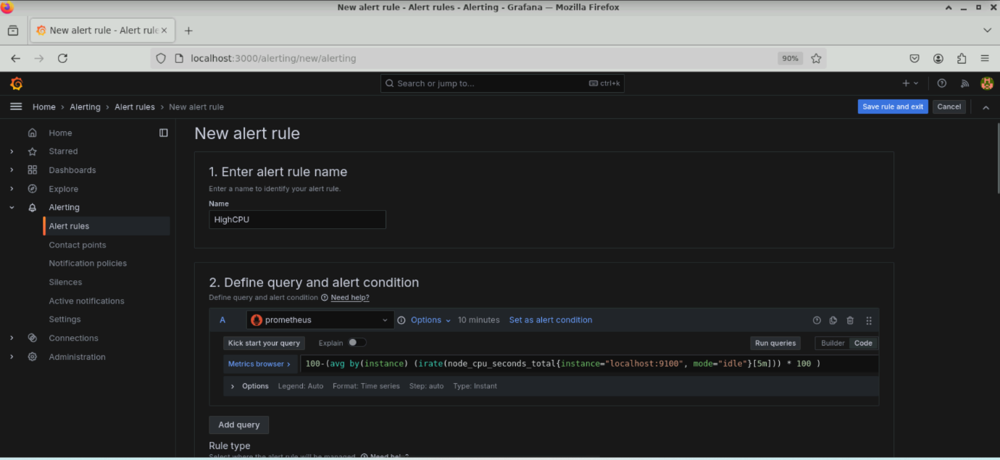 New alert rule - Alert rules - Alerting - Grafana — Mozilla Firefox
New alert rule - Alert rule
localhost:3000/alerting/new/alerting
90%
Search or jump to...
ctrl+k
Home › Alerting › Alert rules › New alert rule
Save rule and exit
Cancel
Home
Starred
Dashboards
Explore
Alerting
Alert rules
Contact points
Notification policies
Silences
Active notifications
Settings
Connections
Administration
New alert rule
1. Enter alert rule name
Enter a name to identify your alert rule.
Name
HighCPU
2. Define query and alert condition
Define query and alert condition Need help?
A prometheus Options 10 minutes Set as alert condition
Kick start your query Explain Run queries Builder Code
Metrics browser › 100-(avg by(instance) (irate(node_cpu_seconds_total{instance="localhost:9100", mode="idle"}[5m])) * 100 )
› Options Legend: Auto Format: Time series Step: auto Type: Instant
Add query
Rule type
Select where the alert rule will be managed. Need help?